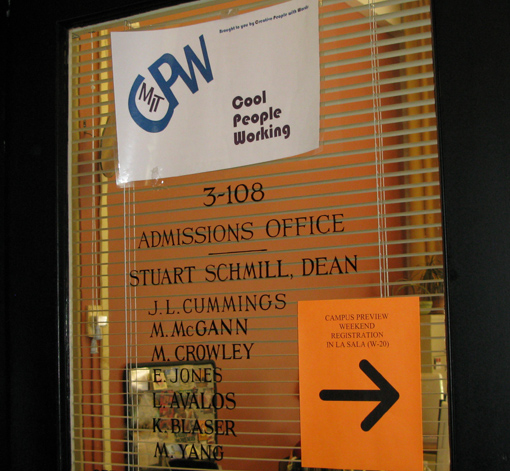 Brought to you by Creative People with Words!
CPW
MIT
Cool
People
Working
3-108
ADMISSIONS OFFICE
STUART SCHMILL, DEAN
J.L.CUMMINGS
M. McGANN
M. CROWLEY
E. JONES
L. AVALOS
K. BLASER
M. YANG
CAMPUS PREVIEW
WEEKEND
REGISTRATION
IN LA SALA (W-20)